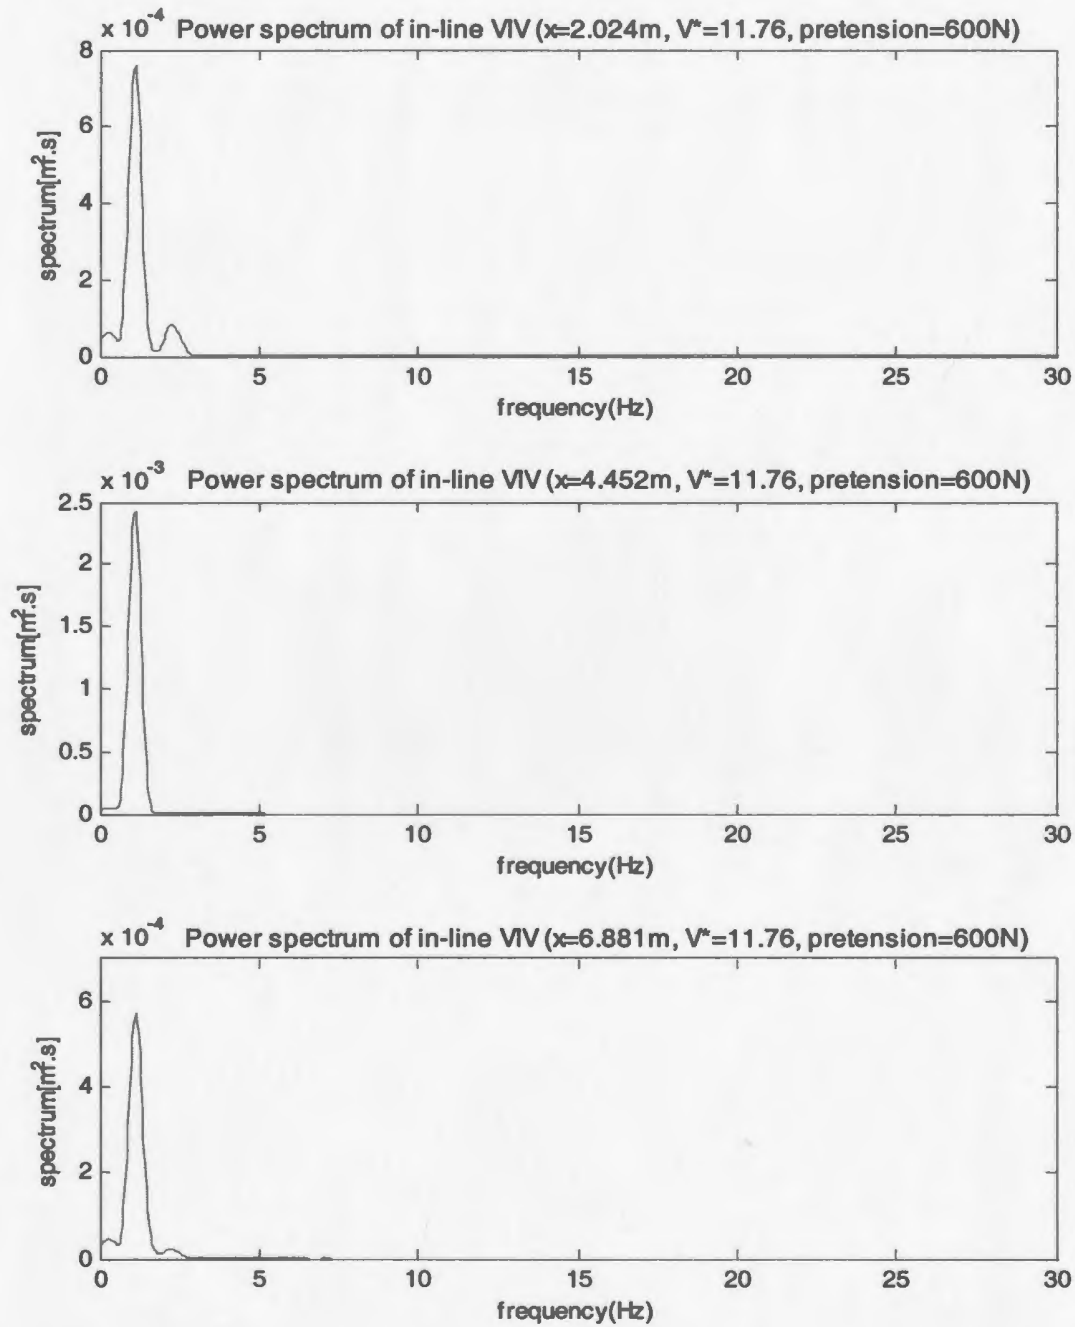 x 10^-4 Power spectrum of in-line VIV (x=2.024m, V*=11.76, pretension=600N)
8
6
4
2
0
spectrum[m².s]
0 5 10 15 20 25 30
frequency(Hz)
x 10^-3 Power spectrum of in-line VIV (x=4.452m, V*=11.76, pretension=600N)
2.5
2
1.5
1
0.5
0
spectrum[m².s]
0 5 10 15 20 25 30
frequency(Hz)
x 10^-4 Power spectrum of in-line VIV (x=6.881m, V*=11.76, pretension=600N)
6
4
2
0
spectrum[m².s]
0 5 10 15 20 25 30
frequency(Hz)